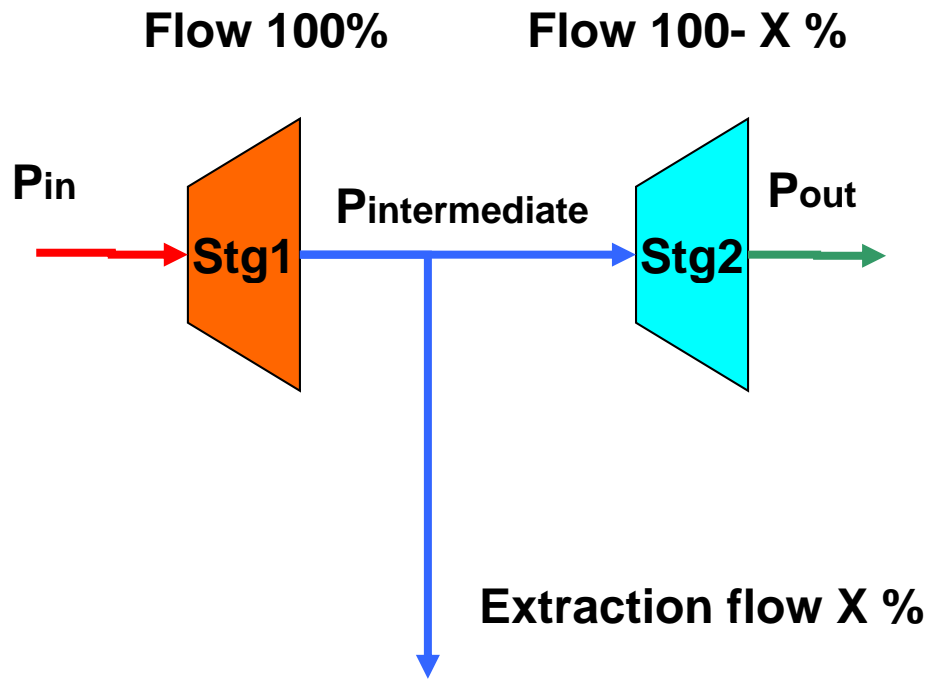 Flow 100%
Flow 100- X %
Pin
Pintermediate
Pout
Stg1
Stg2
Extraction flow X %